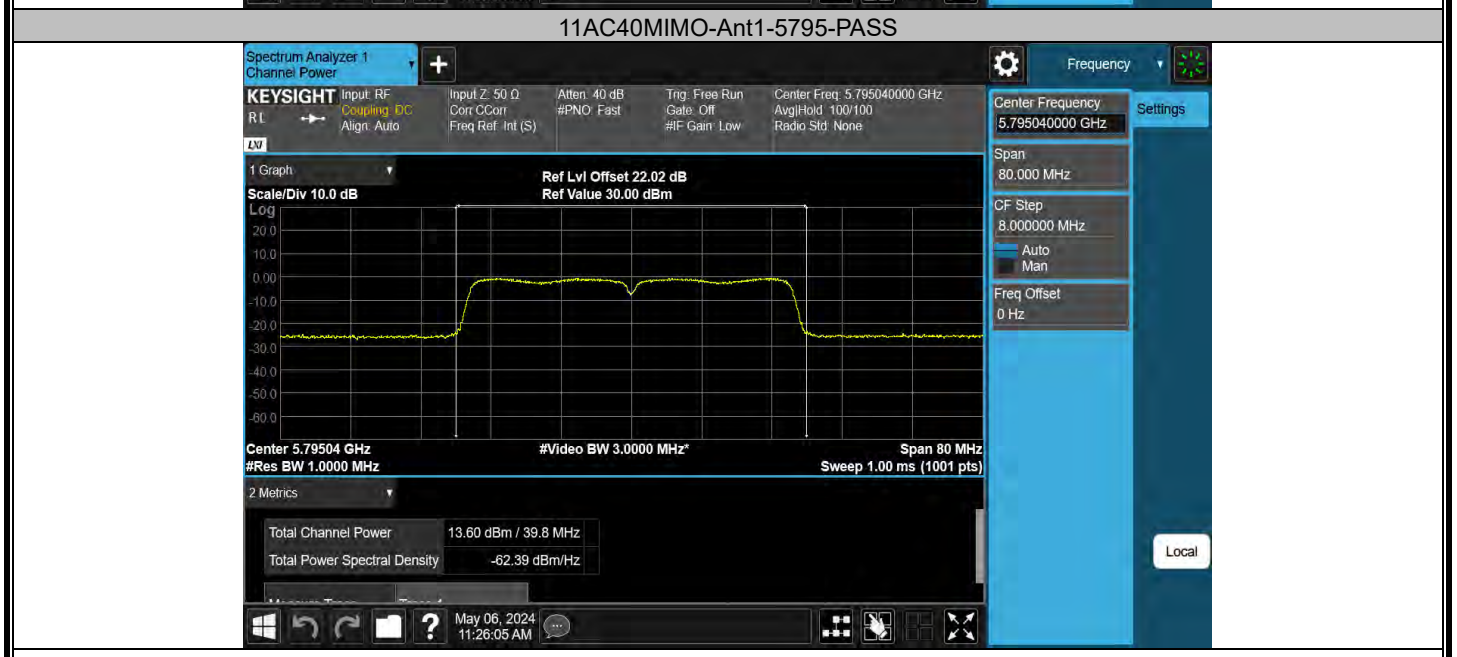 11AC40MIMO-Ant1-5795-PASS
Spectrum Analyzer 1
Channel Power
Frequency
KEYSIGHT
RL
LXI
Input: RF
Coupling: DC
Align: Auto
Input Z: 50 Ω
Corr CCorr
Freq Ref: Int (S)
Atten: 40 dB
#PNO: Fast
Trig: Free Run
Gate: Off
#IF Gain: Low
Center Freq: 5.795040000 GHz
Avg|Hold: 100/100
Radio Std: None
Center Frequency
5.795040000 GHz
Settings
Span
80.000 MHz
CF Step
8.000000 MHz
Auto
Man
Freq Offset
0 Hz
Local
1 Graph
Scale/Div 10.0 dB
Ref Lvl Offset 22.02 dB
Ref Value 30.00 dBm
Log
20.0
10.0
0.00
-10.0
-20.0
-30.0
-40.0
-50.0
-60.0
Center 5.79504 GHz
#Video BW 3.0000 MHz*
Span 80 MHz
#Res BW 1.0000 MHz
Sweep 1.00 ms (1001 pts)
2 Metrics
Total Channel Power 13.60 dBm / 39.8 MHz
Total Power Spectral Density -62.39 dBm/Hz
?
May 06, 2024
11:26:05 AM